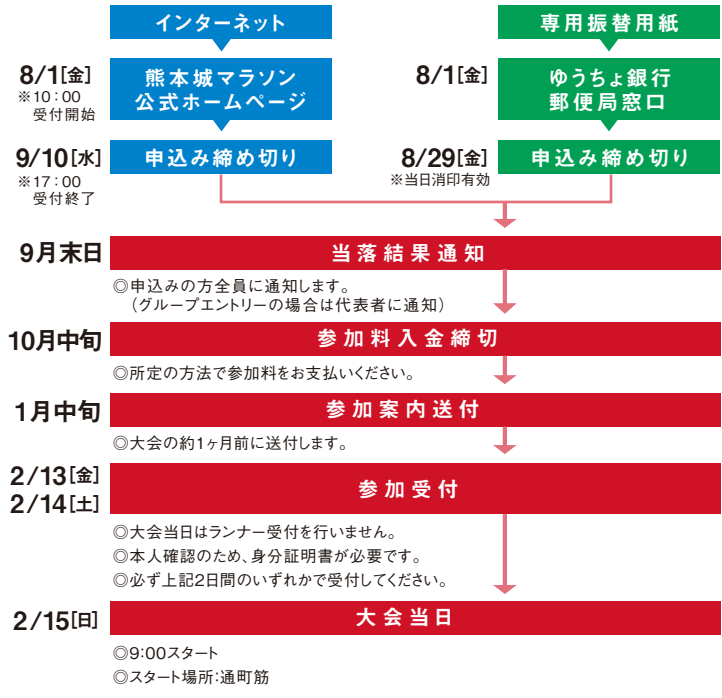 インターネット
8/1[金]
※10:00
受付開始
熊本城マラソン
公式ホームページ
9/10[水]
※17:00
受付終了
申込み締め切り
専用振替用紙
8/1[金]
ゆうちょ銀行
郵便局窓口
8/29[金]
※当日消印有効
申込み締め切り
9月末日
当落結果通知
◎申込みの方全員に通知します。
(グループエントリーの場合は代表者に通知)
10月中旬
参加料入金締切
◎所定の方法で参加料をお支払いください。
1月中旬
参加案内送付
◎大会の約1ヶ月前に送付します。
2/13[金]
2/14[土]
参加受付
◎大会当日はランナー受付を行いません。
◎本人確認のため、身分証明書が必要です。
◎必ず上記2日間のいずれかで受付してください。
2/15[日]
大会当日
◎9:00スタート
◎スタート場所:通町筋